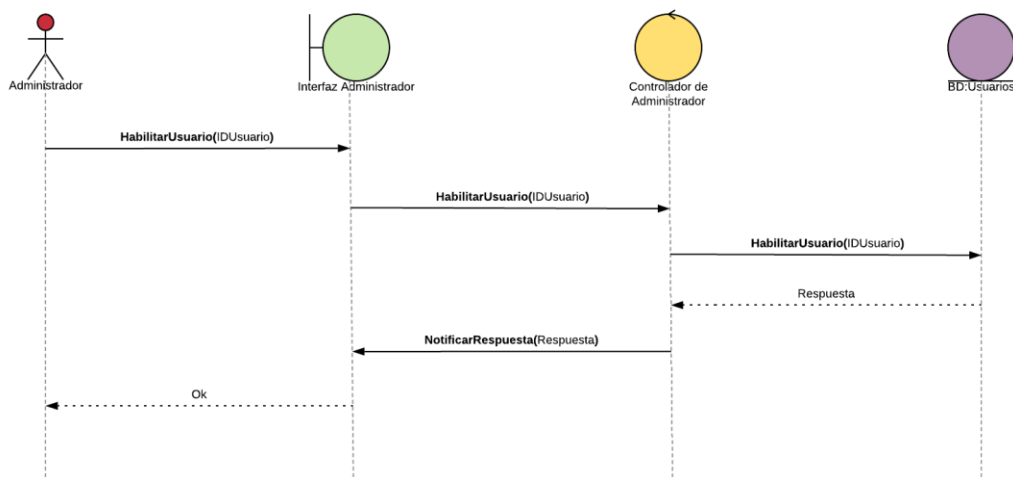 Administrador
Interfaz Administrador
Controlador de
Administrador
BD:Usuarios
HabilitarUsuario(IDUsuario)
HabilitarUsuario(IDUsuario)
HabilitarUsuario(IDUsuario)
Respuesta
NotificarRespuesta(Respuesta)
Ok